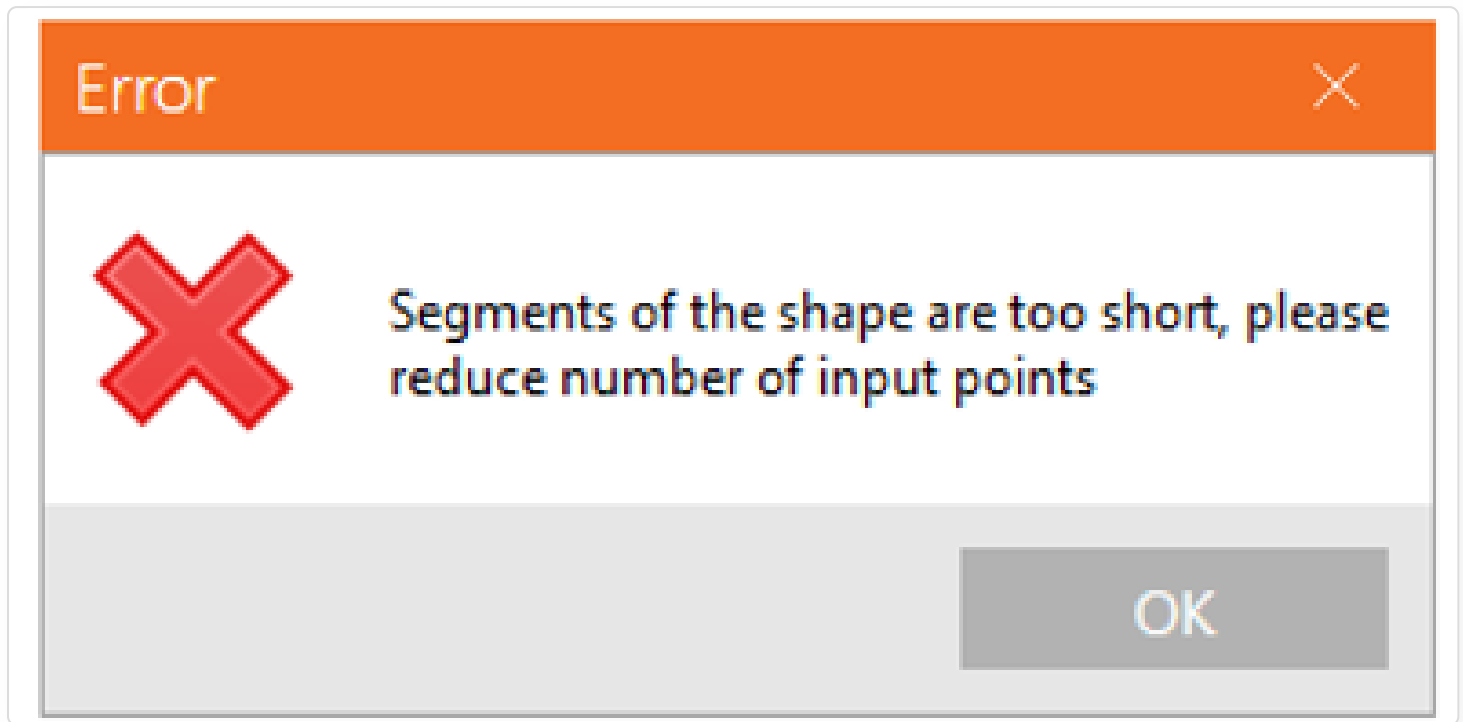 Error
Segments of the shape are too short, please
reduce number of input points
OK